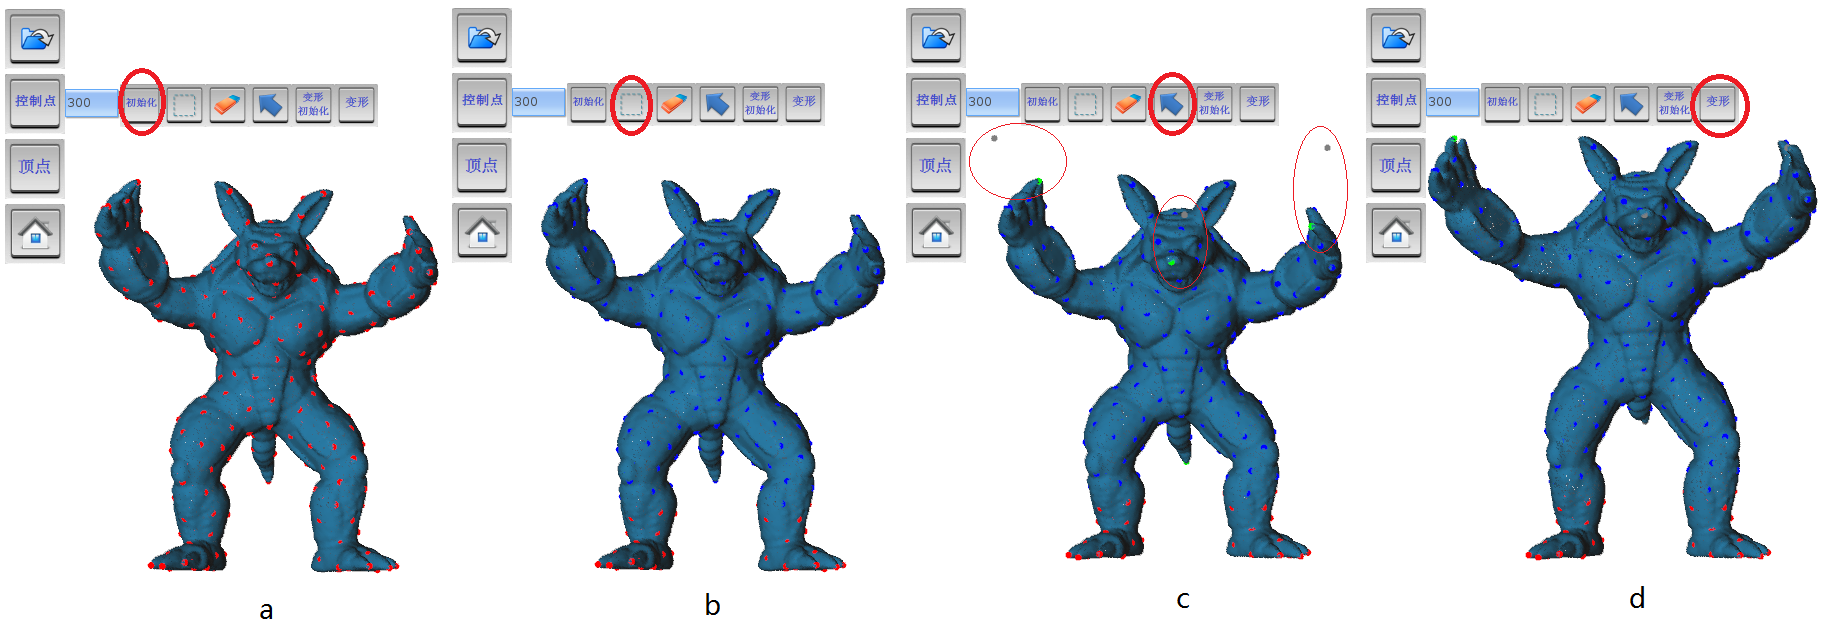 控制点 300 初始化 变形 初始化 变形
顶点
a
控制点 300 初始化 变形 初始化 变形
顶点
b
控制点 300 初始化 变形 初始化 变形
顶点
c
控制点 300 初始化 变形 初始化 变形
顶点
d